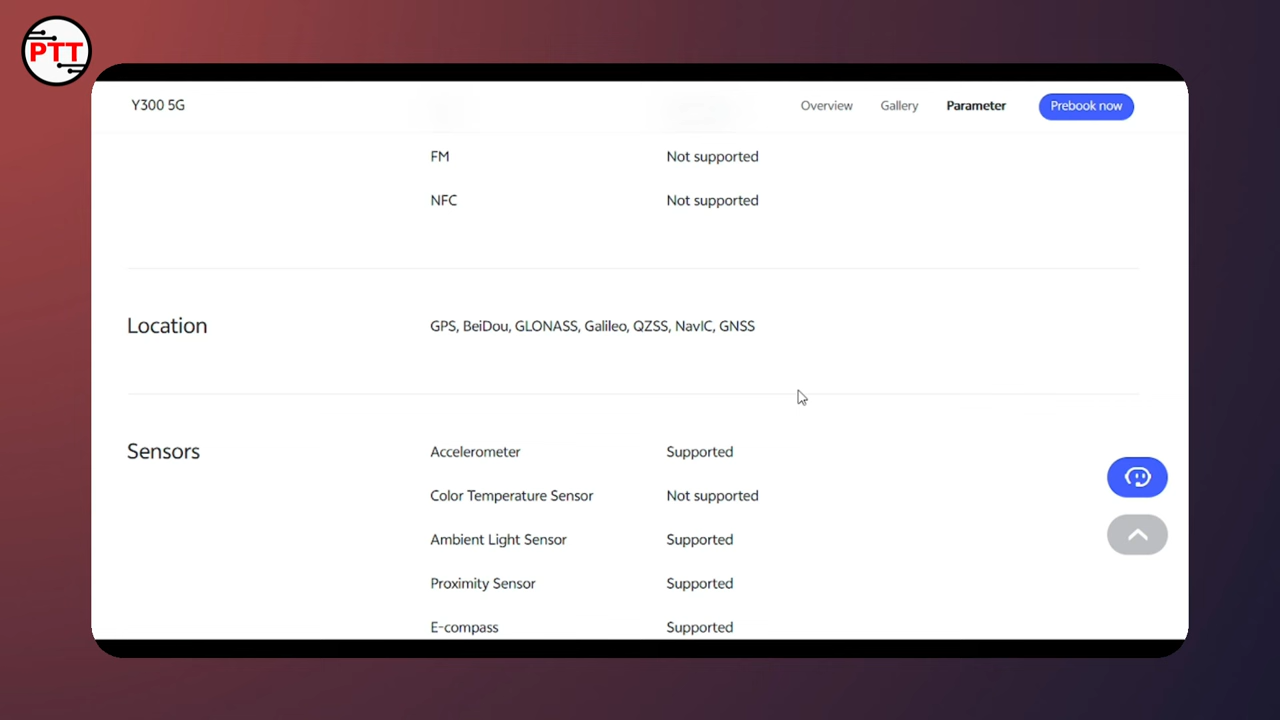 PTT
Y300 5G Overview Gallery Parameter Prebook now
FM Not supported
NFC Not supported
Location GPS, BeiDou, GLONASS, Galileo, QZSS, NavIC, GNSS
Sensors Accelerometer Supported
Color Temperature Sensor Not supported
Ambient Light Sensor Supported
Proximity Sensor Supported
E-compass Supported